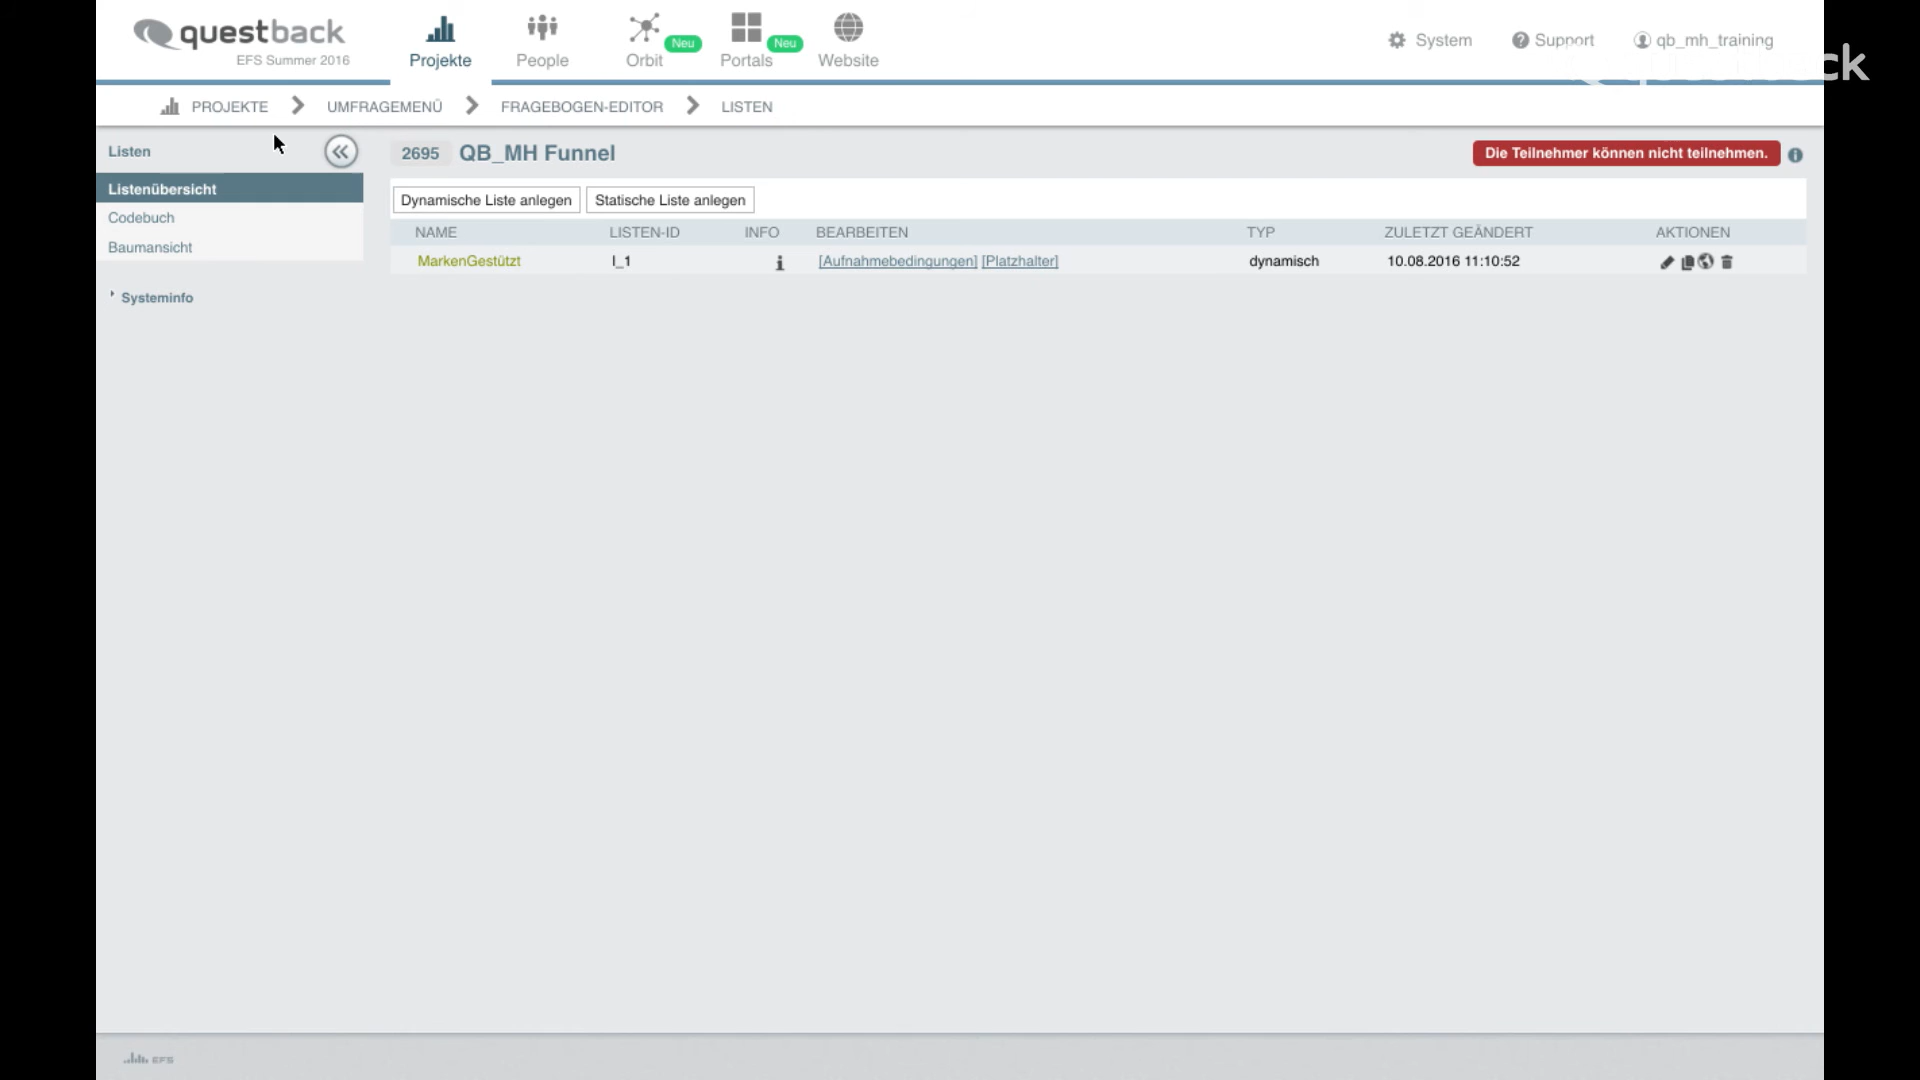 questback
EFS Summer 2016
Projekte
People
Orbit
Neu
Portals
Neu
Website
System
Support
qb_mh_training
PROJEKTE
UMFRAGEMENÜ
FRAGEBOGEN-EDITOR
LISTEN
Listen
Listenübersicht
Codebuch
Baumansicht
Systeminfo
2695 QB_MH Funnel
Die Teilnehmer können nicht teilnehmen.
Dynamische Liste anlegen
Statische Liste anlegen
NAME LISTEN-ID INFO BEARBEITEN TYP ZULETZT GEÄNDERT AKTIONEN
MarkenGestützt l_1 [Aufnahmebedingungen] [Platzhalter] dynamisch 10.08.2016 11:10:52
EFS